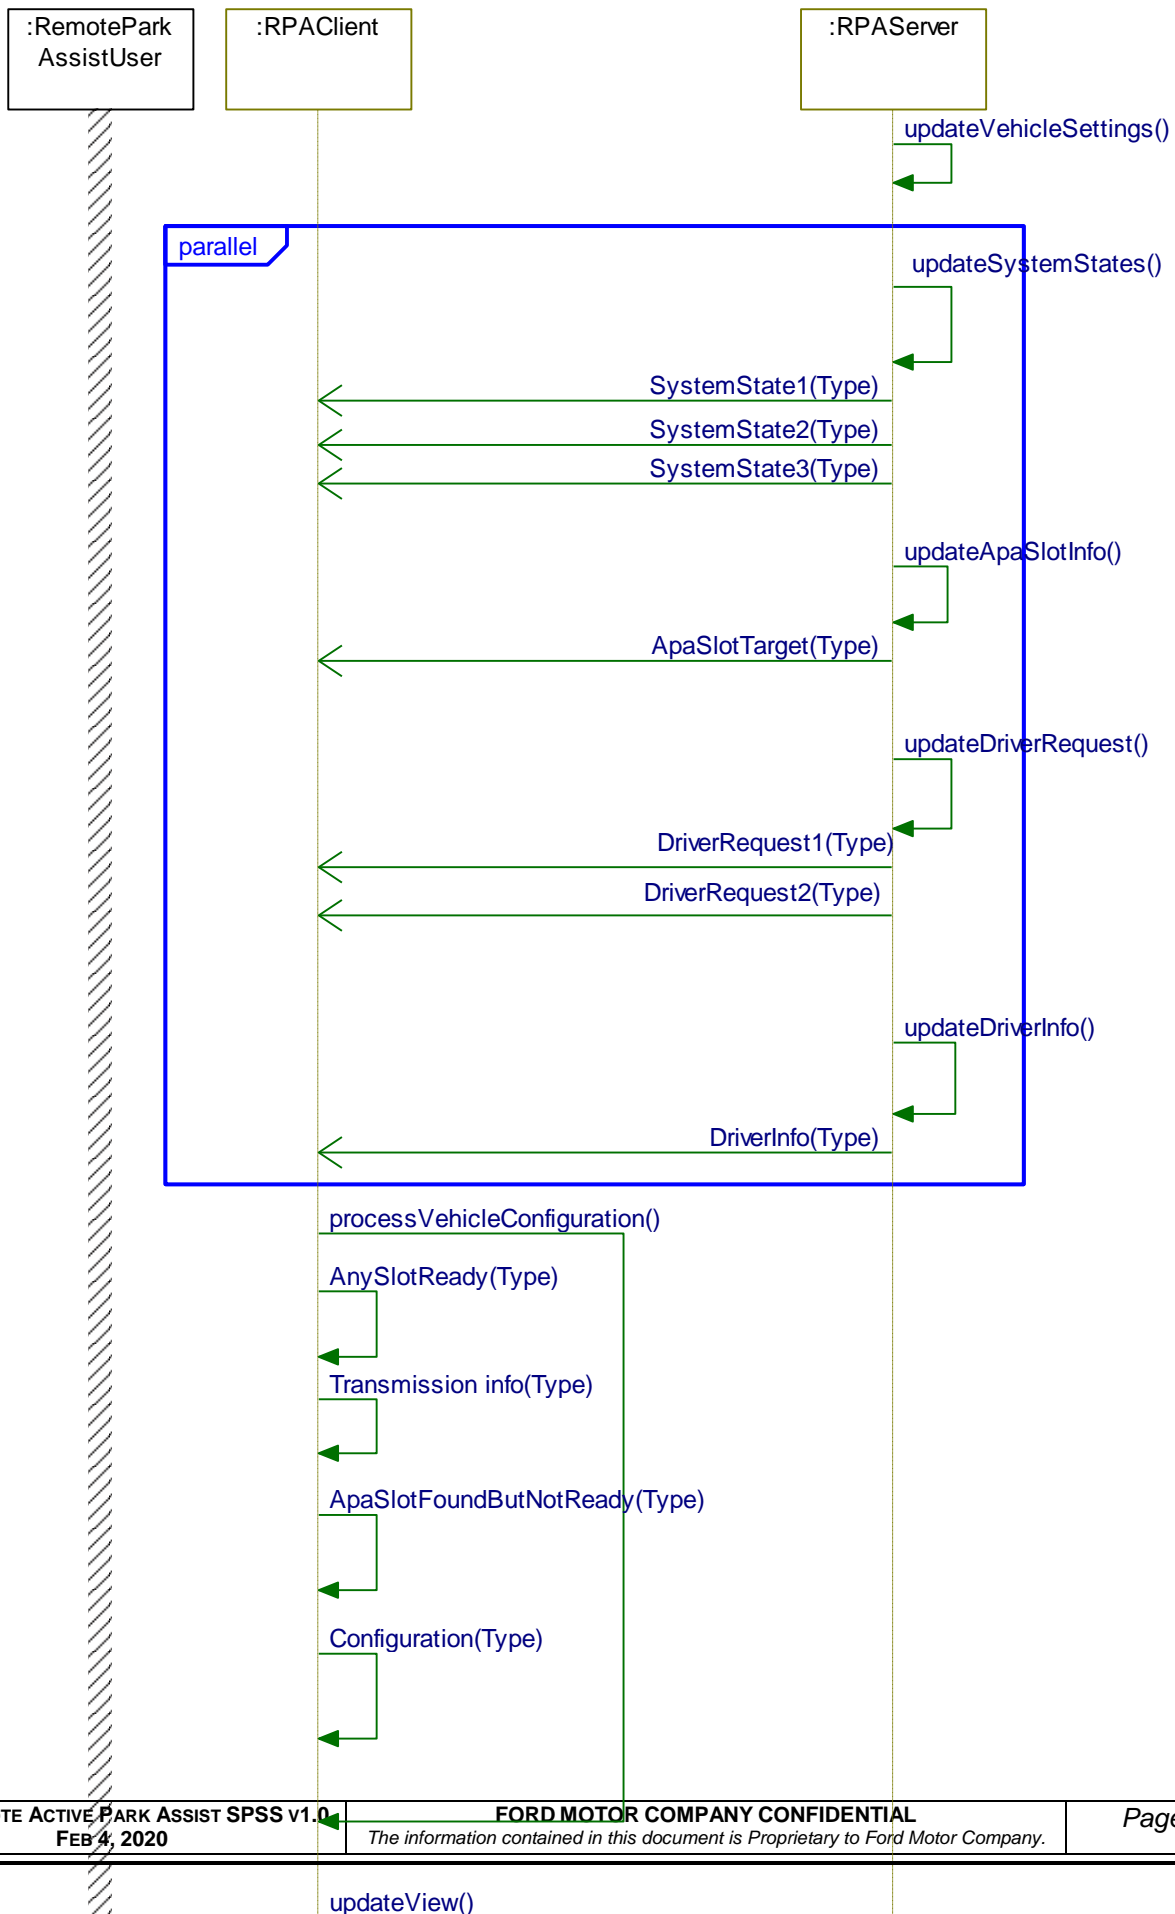 :RemotePark
AssistUser
:RPAClient
:RPAServer
updateVehicleSettings()
parallel
updateSystemStates()
SystemState1(Type)
SystemState2(Type)
SystemState3(Type)
updateApaSlotInfo()
ApaSlotTarget(Type)
updateDriverRequest()
DriverRequest1(Type)
DriverRequest2(Type)
updateDriverInfo()
DriverInfo(Type)
processVehicleConfiguration()
AnySlotReady(Type)
Transmission info(Type)
ApaSlotFoundButNotReady(Type)
Configuration(Type)
TE ACTIVE PARK ASSIST SPSS V1.0
FEB 4, 2020
FORD MOTOR COMPANY CONFIDENTIAL
The information contained in this document is Proprietary to Ford Motor Company.
Page
updateView()